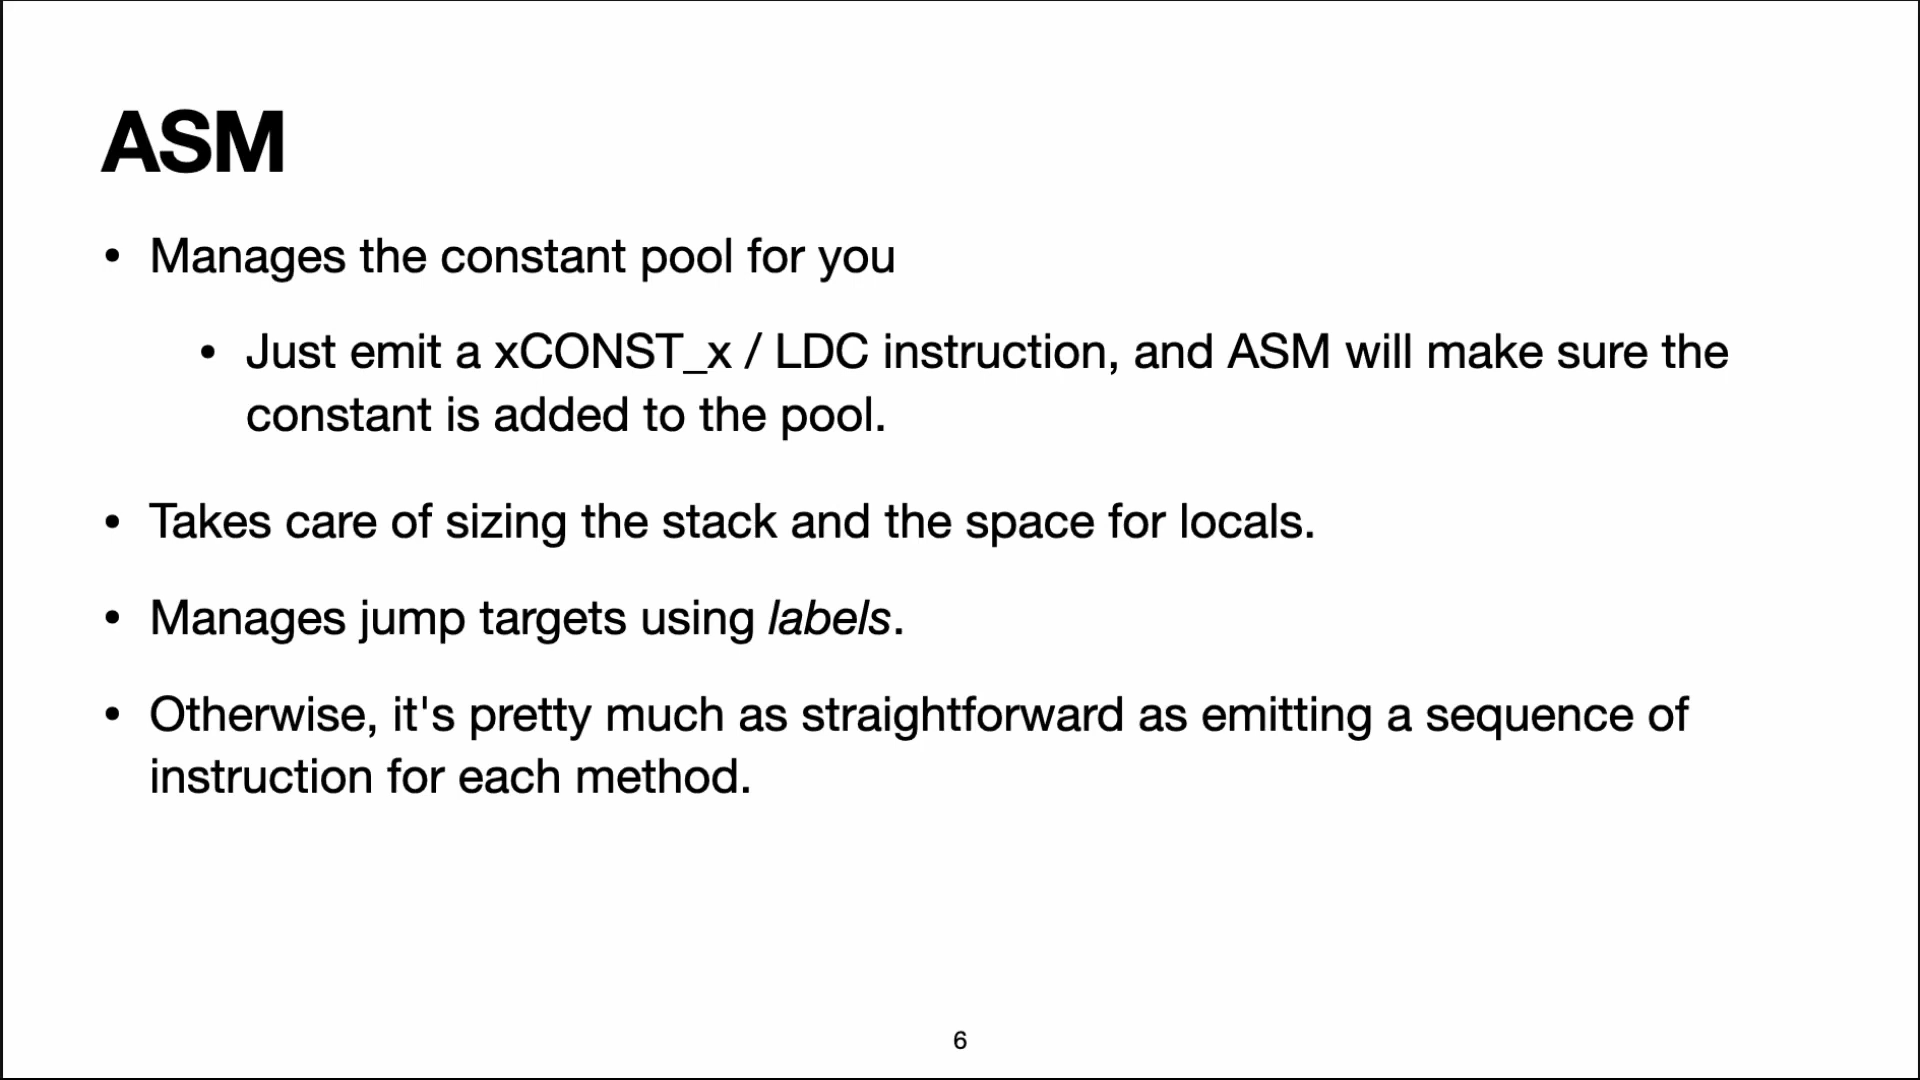 ASM
• Manages the constant pool for you
• Just emit a xCONST_x / LDC instruction, and ASM will make sure the
constant is added to the pool.
• Takes care of sizing the stack and the space for locals.
• Manages jump targets using labels.
• Otherwise, it's pretty much as straightforward as emitting a sequence of
instruction for each method.
6